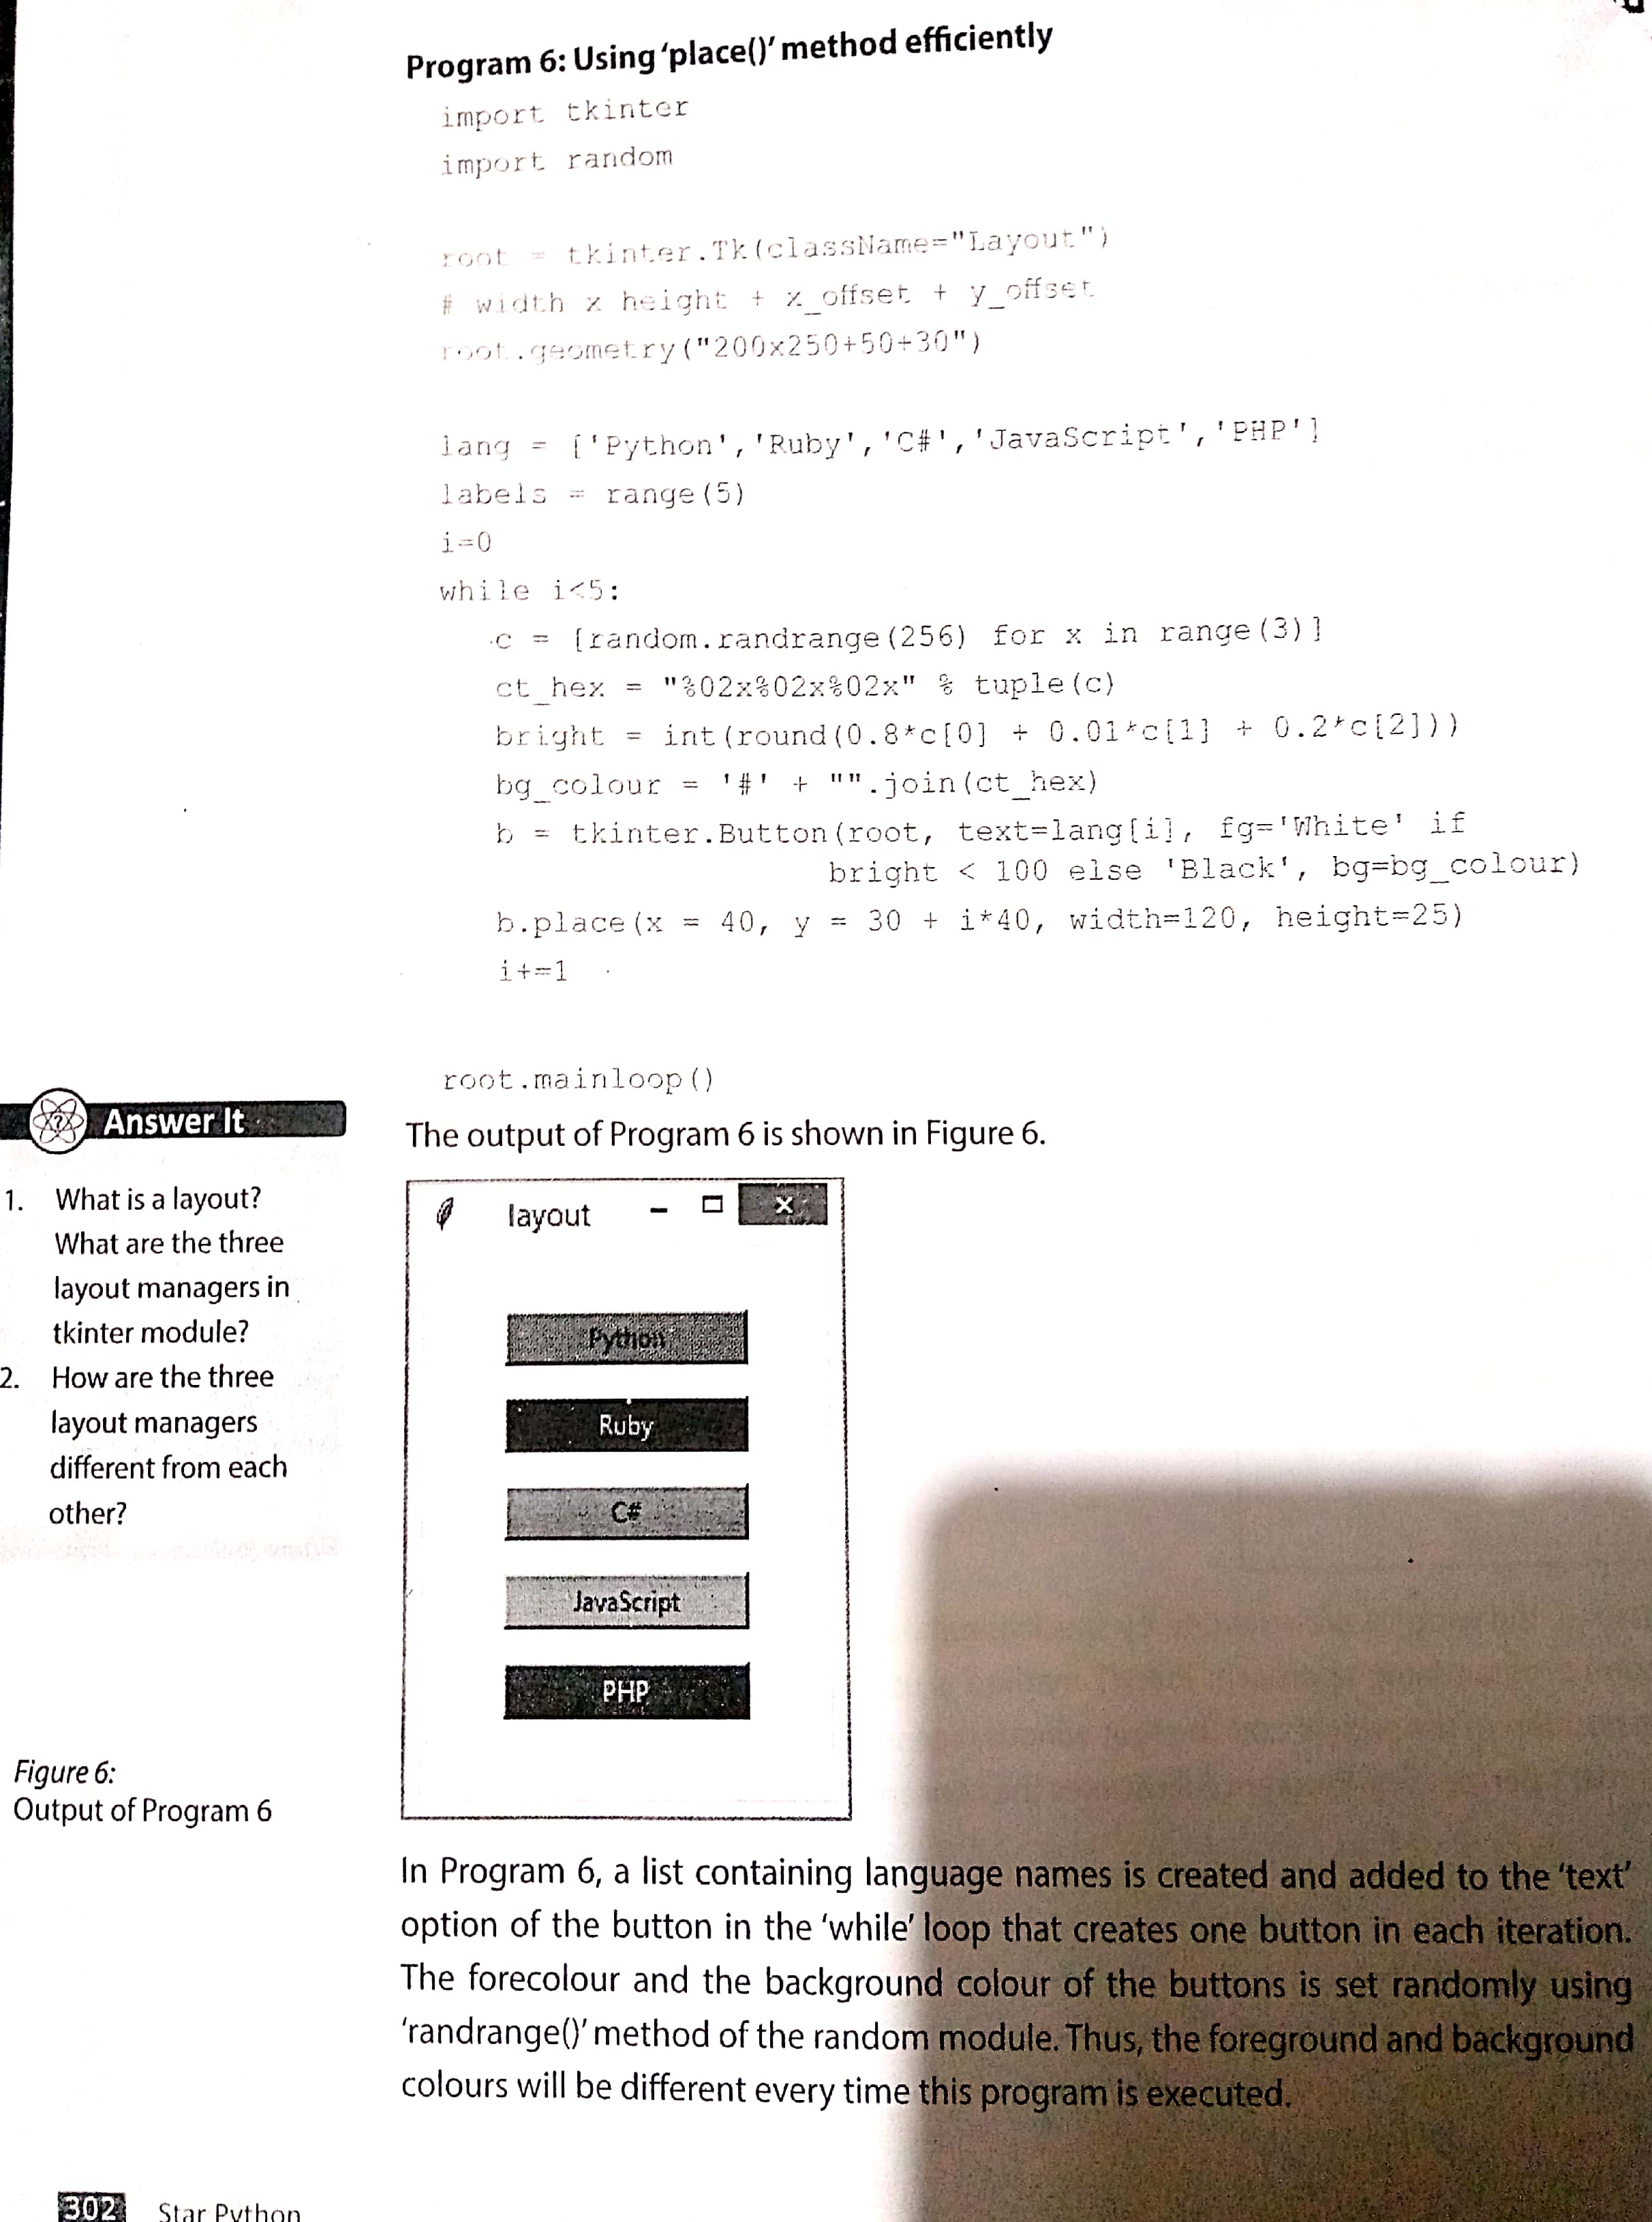 Program 6: Using ‘place()’ method efficiently
import tkinter
import random
root = tkinter.Tk(className="Layout")
# width x height + x_offset + y_offset
root.geometry("200x250+50+30")
lang = ['Python','Ruby','C#','JavaScript','PHP']
labels = range(5)
i=0
while i<5:
c = [random.randrange(256) for x in range(3)]
ct_hex = "%02x%02x%02x" % tuple(c)
bright = int(round(0.8*c[0] + 0.01*c[1] + 0.2*c[2]))
bg_colour = '#' + "".join(ct_hex)
b = tkinter.Button(root, text=lang[i], fg='White' if
bright < 100 else 'Black', bg=bg_colour)
b.place(x = 40, y = 30 + i*40, width=120, height=25)
i+=1
root.mainloop()
The output of Program 6 is shown in Figure 6.
Answer It
1. What is a layout?
What are the three
layout managers in
tkinter module?
2. How are the three
layout managers
different from each
other?
layout
Python
Ruby
C#
JavaScript
PHP
Figure 6:
Output of Program 6
In Program 6, a list containing language names is created and added to the ‘text’
option of the button in the ‘while’ loop that creates one button in each iteration.
The forecolour and the background colour of the buttons is set randomly using
‘randrange()’ method of the random module. Thus, the foreground and background
colours will be different every time this program is executed.
302 Star Python